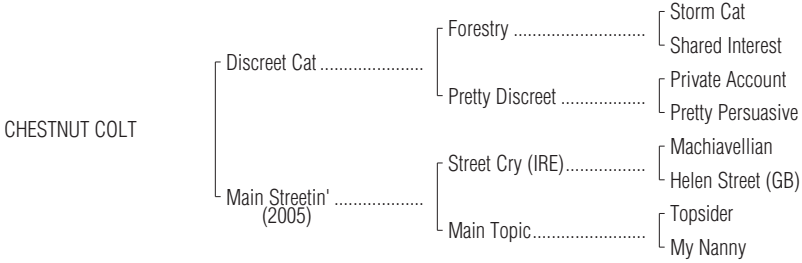 Storm Cat
Forestry ............................
Shared Interest
Discreet Cat ......................
Private Account
Pretty Discreet ..................
Pretty Persuasive
CHESTNUT COLT
Machiavellian
Street Cry (IRE).................
Helen Street (GB)
Main Streetin' ...................
(2005)
Topsider
Main Topic........................
My Nanny